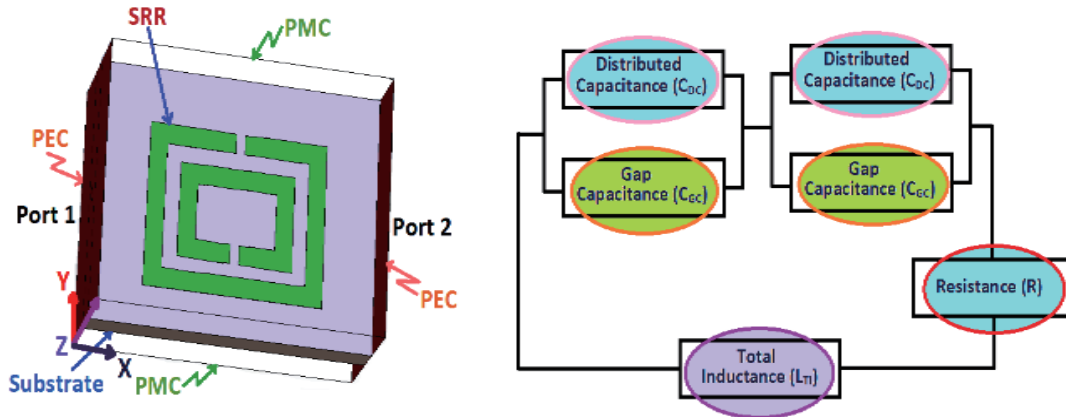 SRR
PMC
PEC
Port 1
Port 2
PEC
Y
Z
X
Substrate
PMC
Distributed
Capacitance (C_DC)
Distributed
Capacitance (C_DC)
Gap
Capacitance (C_GC)
Gap
Capacitance (C_GC)
Resistance (R)
Total
Inductance (L_TI)